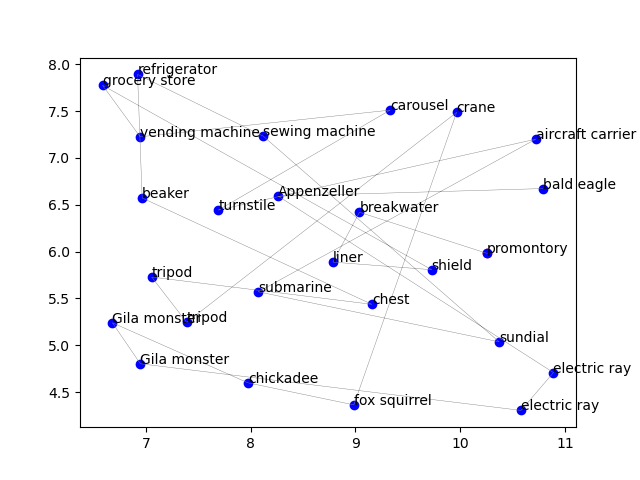 8.0
7.5
7.0
6.5
6.0
5.5
5.0
4.5
refrigerator
grocery store
carousel
crane
vending machine
sewing machine
aircraft carrier
beaker
Appenzeller
bald eagle
turnstile
breakwater
promontory
liner
shield
tripod
submarine
chest
Gila monster
tripod
sundial
Gila monster
electric ray
chickadee
fox squirrel
electric ray
7
8
9
10
11